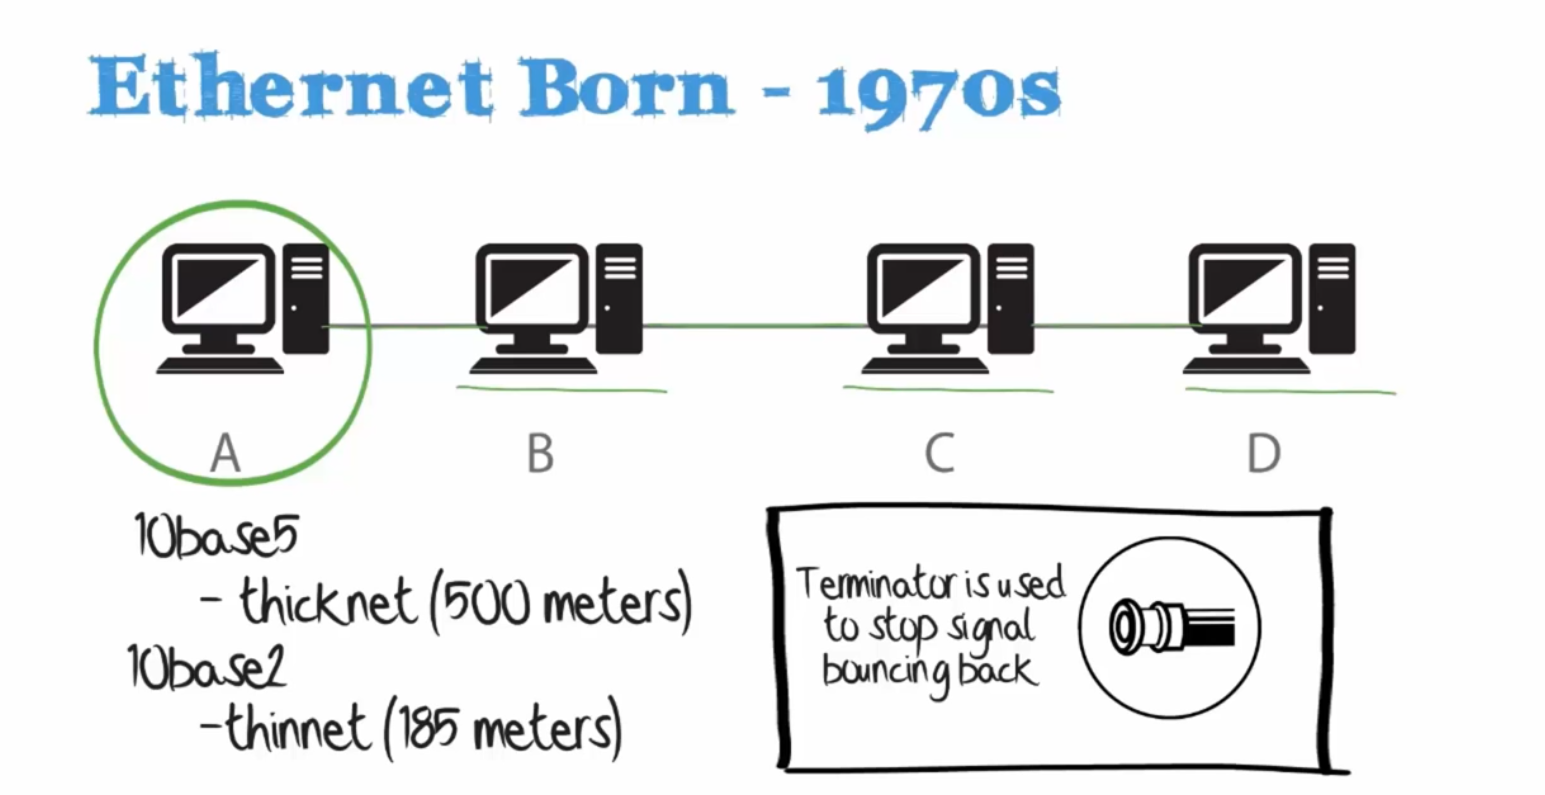 Ethernet Born - 1970s
A B C D
10base5
- thicknet (500 meters)
10base2
-thinnet (185 meters)
Terminator is used
to stop signal
bouncing back